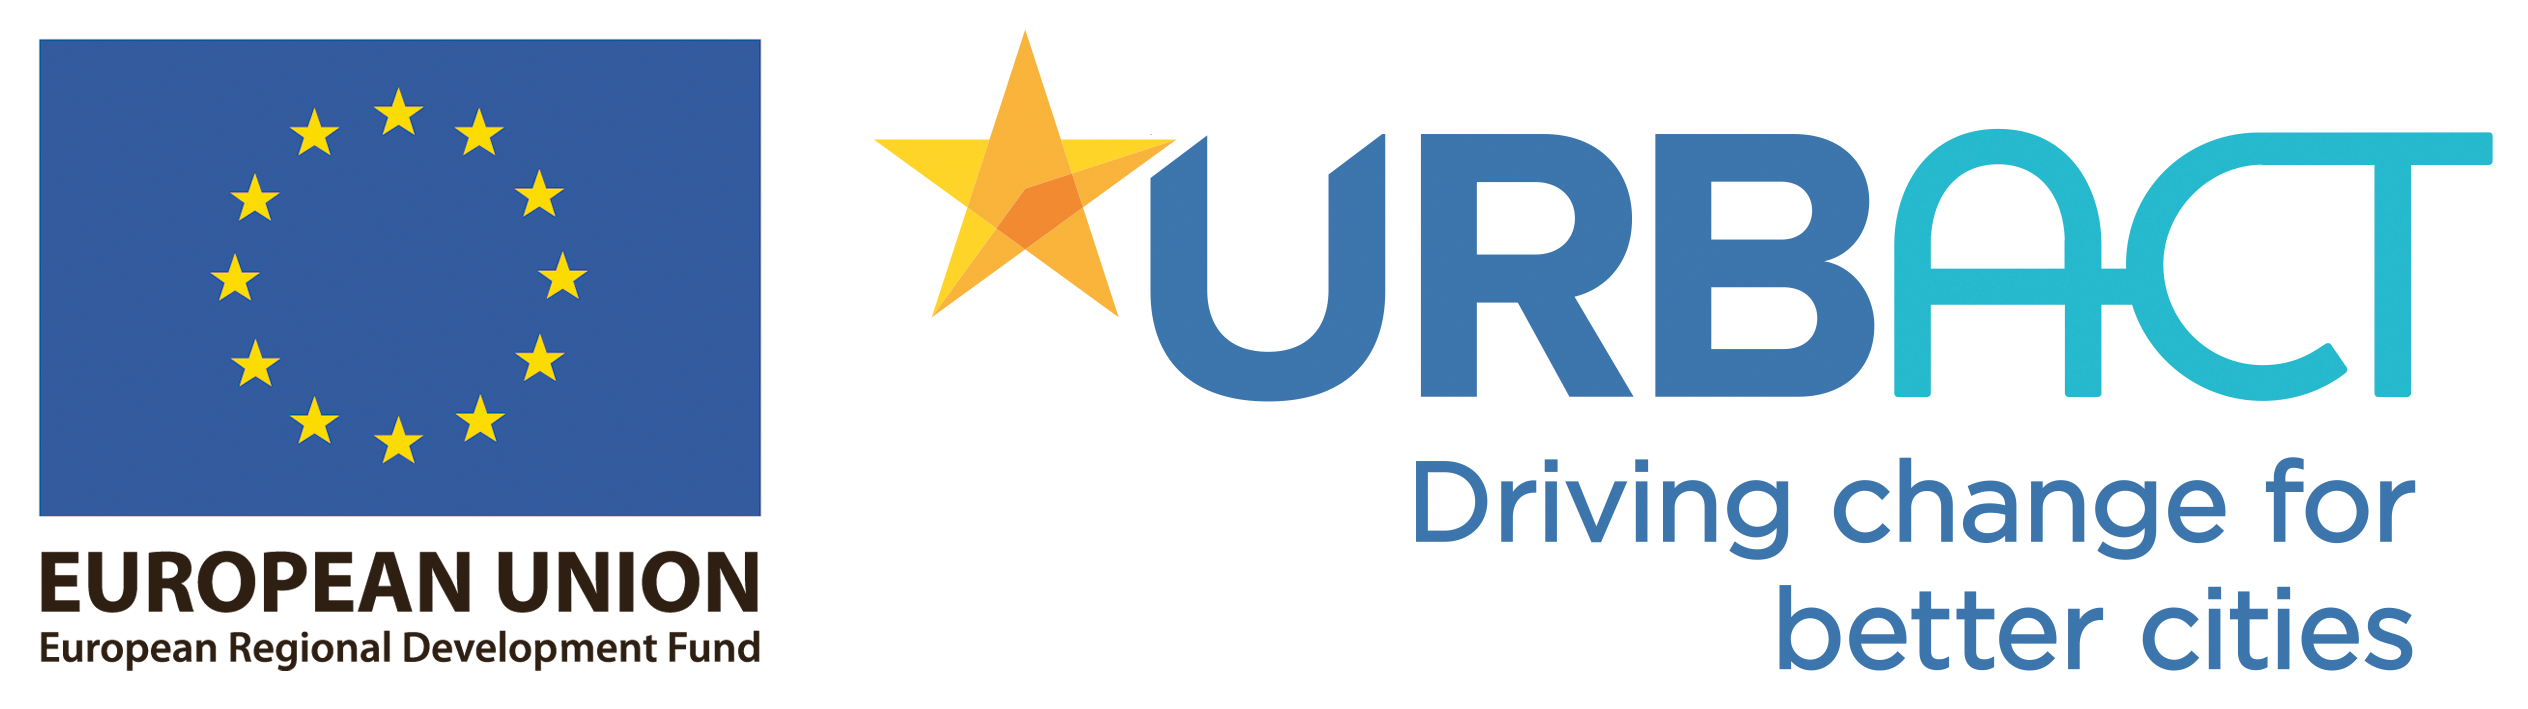 EUROPEAN UNION
European Regional Development Fund
URBACT
Driving change for
better cities